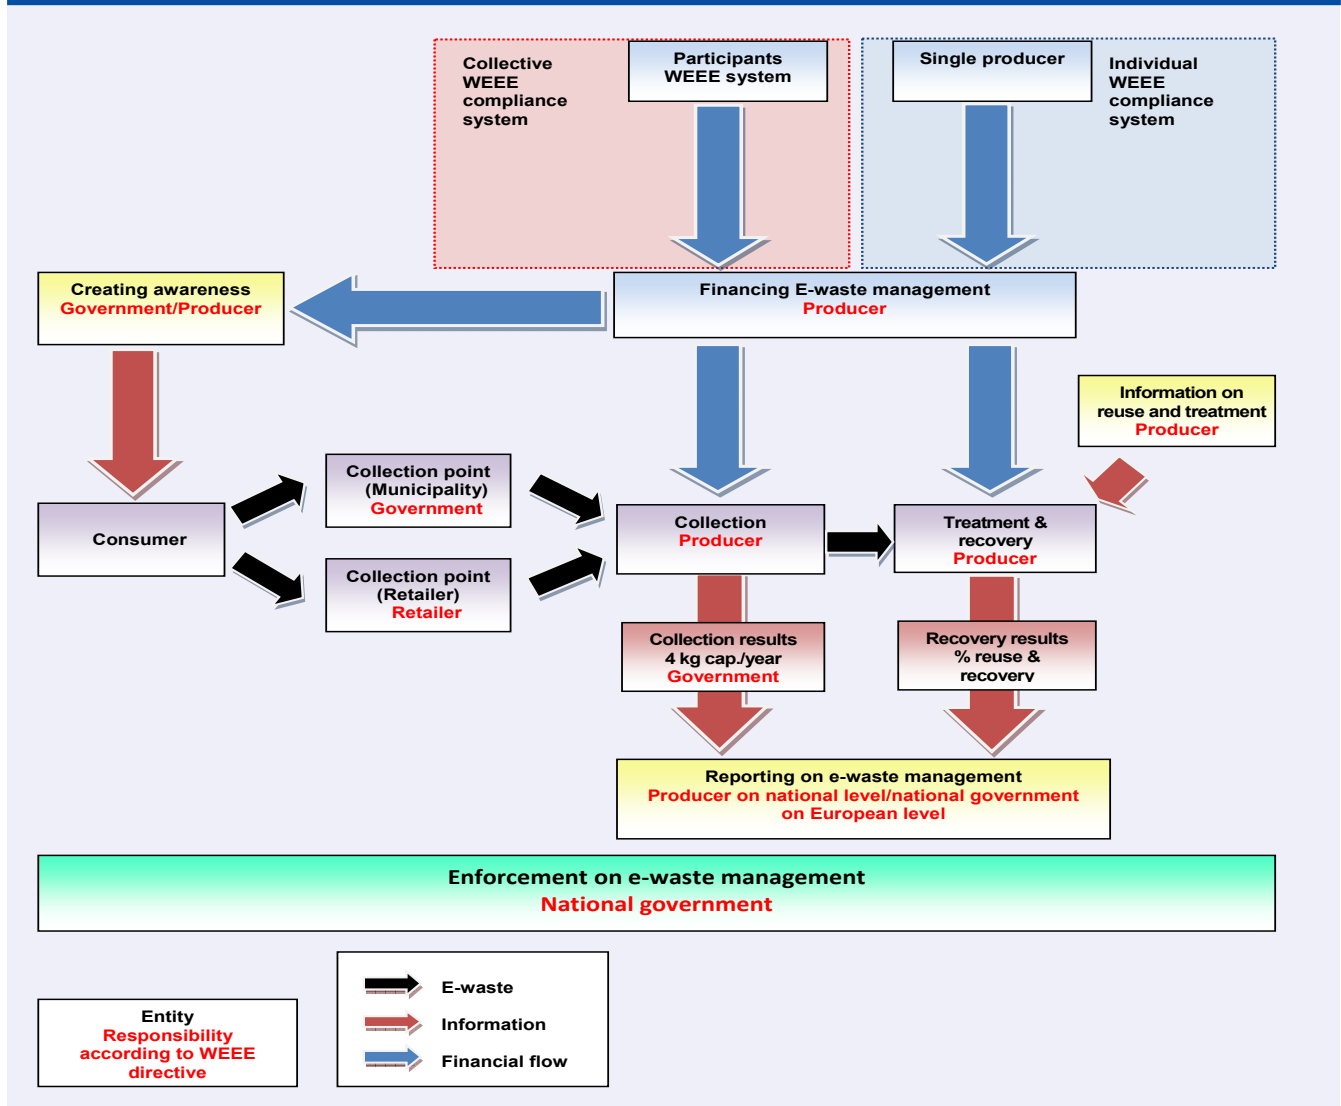 Collective
WEEE
compliance
system
Participants
WEEE system
Single producer
Individual
WEEE
compliance
system
Creating awareness
Government/Producer
Financing E-waste management
Producer
Information on
reuse and treatment
Producer
Consumer
Collection point
(Municipality)
Government
Collection point
(Retailer)
Retailer
Collection
Producer
Treatment &
recovery
Producer
Collection results
4 kg cap./year
Government
Recovery results
% reuse &
recovery
Reporting on e-waste management
Producer on national level/national government
on European level
Enforcement on e-waste management
National government
Entity
Responsibility
according to WEEE
directive
E-waste
Information
Financial flow